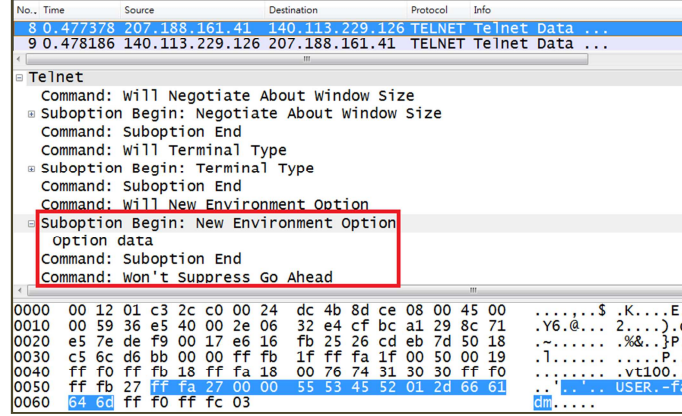 No.. Time Source Destination Protocol Info
8 0.477378 207.188.161.41 140.113.229.126 TELNET Telnet Data ...
9 0.478186 140.113.229.126 207.188.161.41 TELNET Telnet Data ...
Telnet
Command: Will Negotiate About Window Size
Suboption Begin: Negotiate About Window Size
Command: Suboption End
Command: Will Terminal Type
Suboption Begin: Terminal Type
Command: Suboption End
Command: Will New Environment Option
Suboption Begin: New Environment Option
Option data
Command: Suboption End
Command: Won't Suppress Go Ahead
0000 00 12 01 c3 2c c0 00 24 dc 4b 8d ce 08 00 45 00 ....,..$ .K....E
0010 00 59 36 e5 40 00 2e 06 32 e4 cf bc a1 29 8c 71 .Y6.@... 2....).
0020 e5 7e de f9 00 17 e6 16 fb 25 26 cd eb 7d 50 18 .~...... .%&..}P
0030 c5 6c d6 bb 00 00 ff fb 1f ff fa 1f 00 50 00 19 .l...... .....P.
0040 ff f0 ff fb 18 ff fa 18 00 76 74 31 30 30 ff f0 ........ .vt100..
0050 ff fb 27 ff fa 27 00 00 55 53 45 52 01 2d 66 61 ..'..'.. USER.-fa
0060 64 6d ff f0 ff fc 03 dm.....